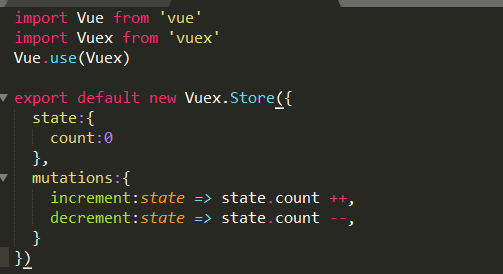 import Vue from 'vue'
import Vuex from 'vuex'
Vue.use(Vuex)
export default new Vuex.Store({
state:{
count:0
},
mutations:{
increment:state => state.count ++,
decrement:state => state.count --,
}
})